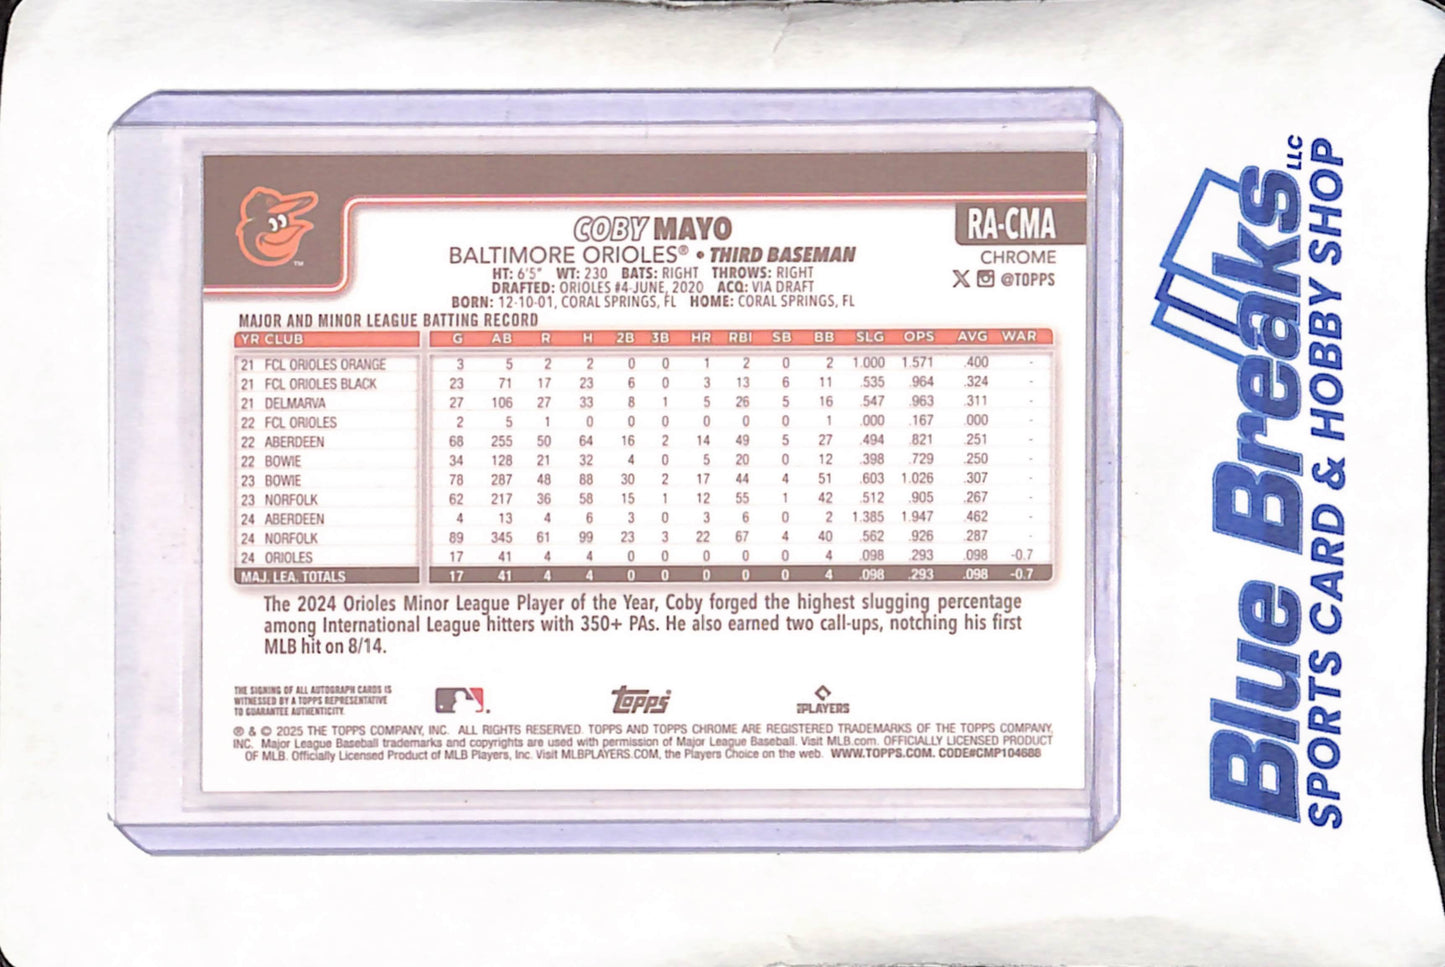 COBY MAYO
RA-CMA
BALTIMORE ORIOLES® • THIRD BASEMAN
CHROME
HT: 6'5" WT: 230 BATS: RIGHT THROWS: RIGHT
X @TOPPS
DRAFTED: ORIOLES #4-JUNE, 2020 ACQ: VIA DRAFT
BORN: 12-10-01, CORAL SPRINGS, FL HOME: CORAL SPRINGS, FL
MAJOR AND MINOR LEAGUE BATTING RECORD
YR CLUB G AB R H 2B 3B HR RBI SB BB SLG OPS AVG WAR
21 FCL ORIOLES ORANGE 3 5 2 2 0 0 1 2 0 2 1.000 1.571 .400 -
21 FCL ORIOLES BLACK 23 71 17 23 6 0 3 13 6 11 .535 .964 .324 -
21 DELMARVA 27 106 27 33 8 1 5 26 5 16 .547 .963 .311 -
22 FCL ORIOLES 2 5 1 0 0 0 0 0 0 1 .000 .167 .000 -
22 ABERDEEN 68 255 50 64 16 2 14 49 5 27 .494 .821 .251 -
22 BOWIE 34 128 21 32 4 0 5 20 0 12 .398 .729 .250 -
23 BOWIE 78 287 48 88 30 2 17 44 4 51 .603 1.026 .307 -
23 NORFOLK 62 217 36 58 15 1 12 55 1 42 .512 .905 .267 -
24 ABERDEEN 4 13 4 6 3 0 3 6 0 2 1.385 1.947 .462 -
24 NORFOLK 89 345 61 99 23 3 22 67 4 40 .562 .926 .287 -
24 ORIOLES 17 41 4 4 0 0 0 0 0 4 .098 .293 .098 -0.7
MAJ. LEA. TOTALS 17 41 4 4 0 0 0 0 0 4 .098 .293 .098 -0.7
The 2024 Orioles Minor League Player of the Year, Coby forged the highest slugging percentage
among International League hitters with 350+ PAs. He also earned two call-ups, notching his first
MLB hit on 8/14.
THE SIGNING OF ALL AUTOGRAPH CARDS IS
WITNESSED BY A TOPPS REPRESENTATIVE
TO GUARANTEE AUTHENTICITY.
topps
PLAYERS
® & © 2025 THE TOPPS COMPANY, INC. ALL RIGHTS RESERVED. TOPPS AND TOPPS CHROME ARE REGISTERED TRADEMARKS OF THE TOPPS COMPANY,
INC. Major League Baseball trademarks and copyrights are used with permission of Major League Baseball. Visit MLB.com. OFFICIALLY LICENSED PRODUCT
OF MLB. Officially Licensed Product of MLB Players, Inc. Visit MLBPLAYERS.COM, the Players Choice on the web. WWW.TOPPS.COM. CODE#CMP104688
Blue Breaks LLC
SPORTS CARD & HOBBY SHOP